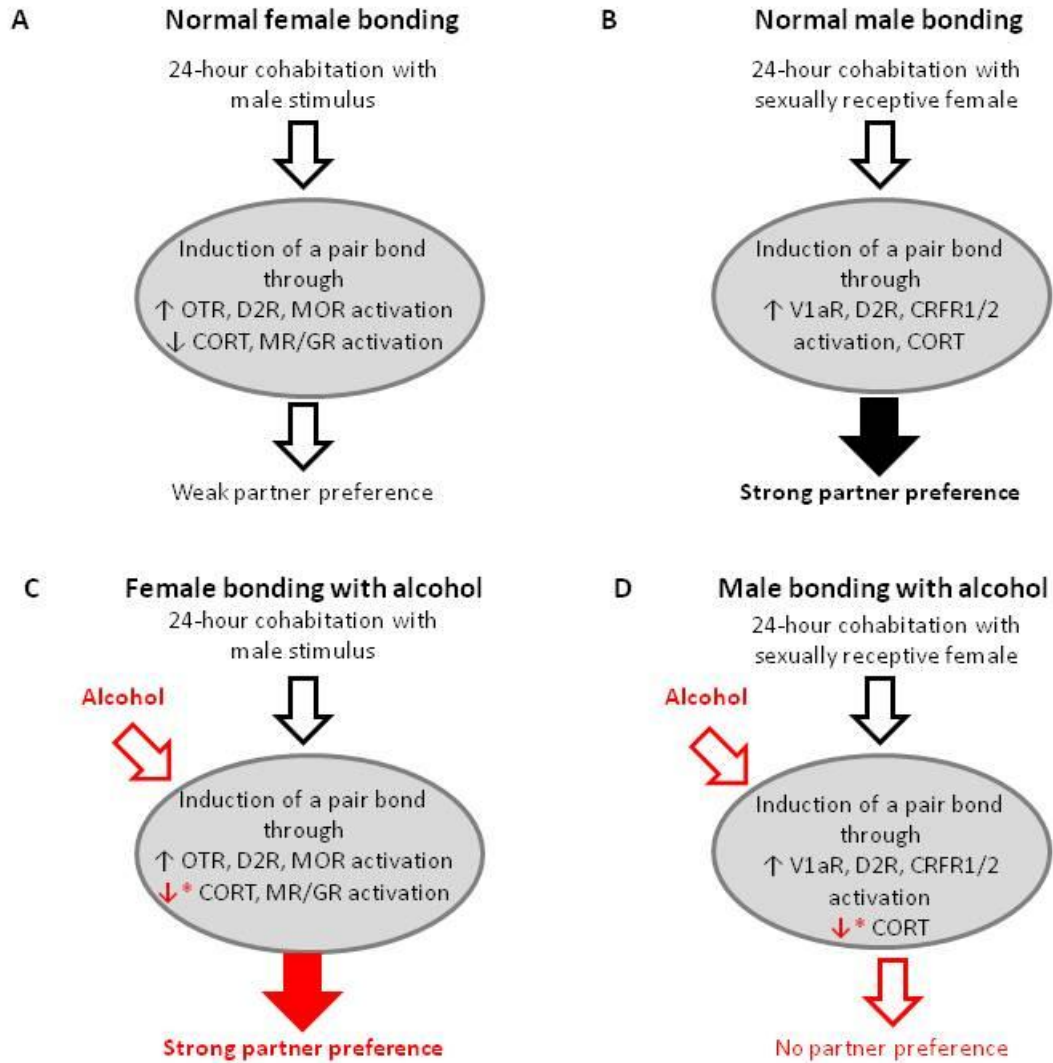 A
Normal female bonding
24-hour cohabitation with
male stimulus
Induction of a pair bond
through
↑ OTR, D2R, MOR activation
↓ CORT, MR/GR activation
Weak partner preference
B
Normal male bonding
24-hour cohabitation with
sexually receptive female
Induction of a pair bond
through
↑ V1aR, D2R, CRFR1/2
activation, CORT
Strong partner preference
C
Female bonding with alcohol
24-hour cohabitation with
male stimulus
Alcohol
Induction of a pair bond
through
↑ OTR, D2R, MOR activation
↓* CORT, MR/GR activation
Strong partner preference
D
Male bonding with alcohol
24-hour cohabitation with
sexually receptive female
Alcohol
Induction of a pair bond
through
↑ V1aR, D2R, CRFR1/2
activation
↓* CORT
No partner preference